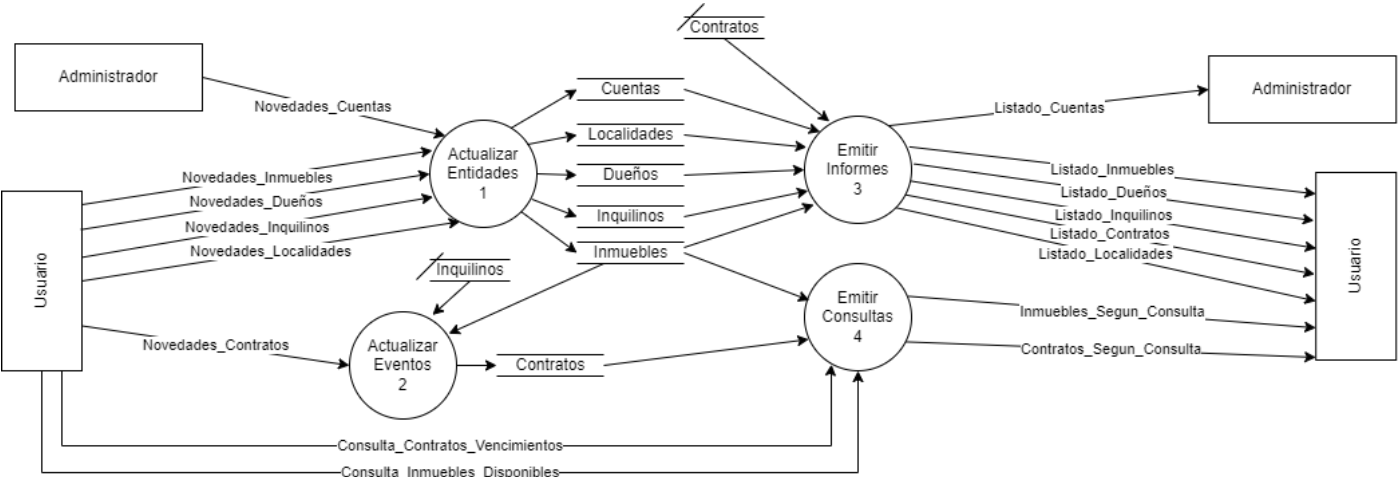 Contratos
Administrador
Cuentas
Administrador
Novedades_Cuentas
Listado_Cuentas
Localidades
Actualizar
Entidades
1
Emitir
Informes
3
Novedades_Inmuebles
Dueños
Listado_Inmuebles
Novedades_Dueños
Listado_Dueños
Inquilinos
Listado_Inquilinos
Novedades_Inquilinos
Listado_Contratos
Novedades_Localidades
Inmuebles
Listado_Localidades
Usuario
Usuario
Inquilinos
Emitir
Consultas
4
Inmuebles_Segun_Consulta
Novedades_Contratos
Actualizar
Eventos
2
Contratos_Segun_Consulta
Contratos
Consulta_Contratos_Vencimientos
Consulta_Inmuebles_Disponibles